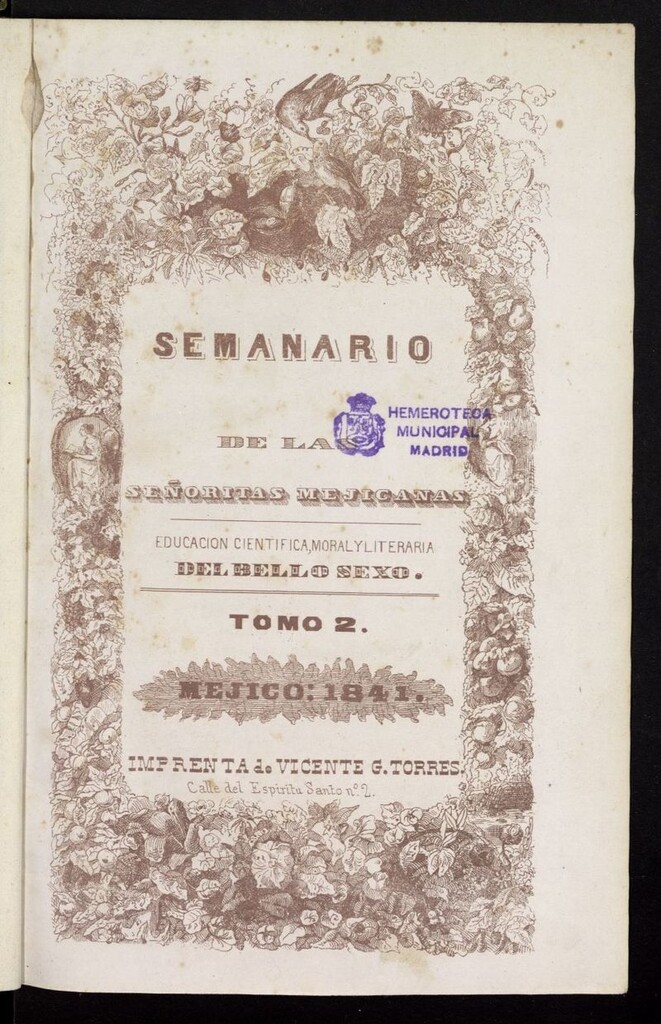 SEMANARIO
DE LAS
HEMEROTECA
MUNICIPAL
MADRID
SEÑORITAS MEJICANAS
EDUCACION CIENTIFICA, MORAL Y LITERARIA
DEL BELLO SEXO.
TOMO 2.
MEJICO: 1841.
IMPRENTA de VICENTE G. TORRES.
Calle del Espiritu Santo nº. 2.